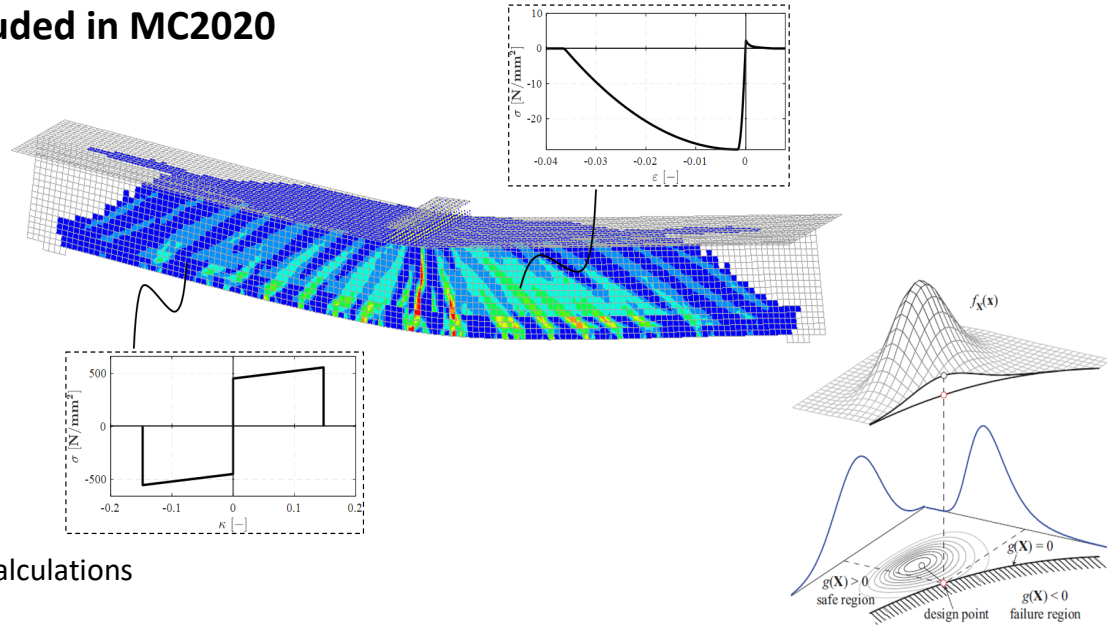 uded in MC2020
10
0
-10
-20
σ [N/mm²]
-0.04 -0.03 -0.02 -0.01 0
ε [−]
500
0
-500
σ [N/mm²]
-0.2 -0.1 0 0.1 0.2
κ [−]
alculations
f_X(x)
g(X) = 0
g(X) > 0
safe region
g(X) < 0
failure region
design point